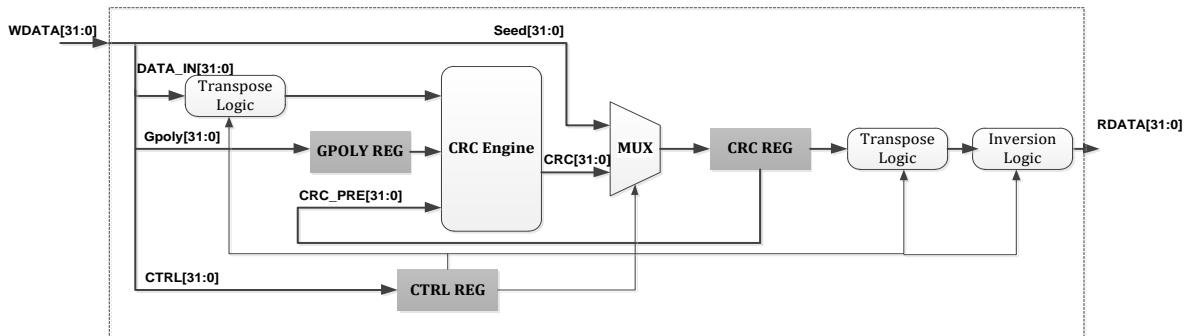 WDATA[31:0]
Seed[31:0]
DATA_IN[31:0]
Transpose
Logic
Gpoly[31:0]
GPOLY REG
CRC Engine
CRC[31:0]
MUX
CRC REG
Transpose
Logic
Inversion
Logic
RDATA[31:0]
CRC_PRE[31:0]
CTRL[31:0]
CTRL REG